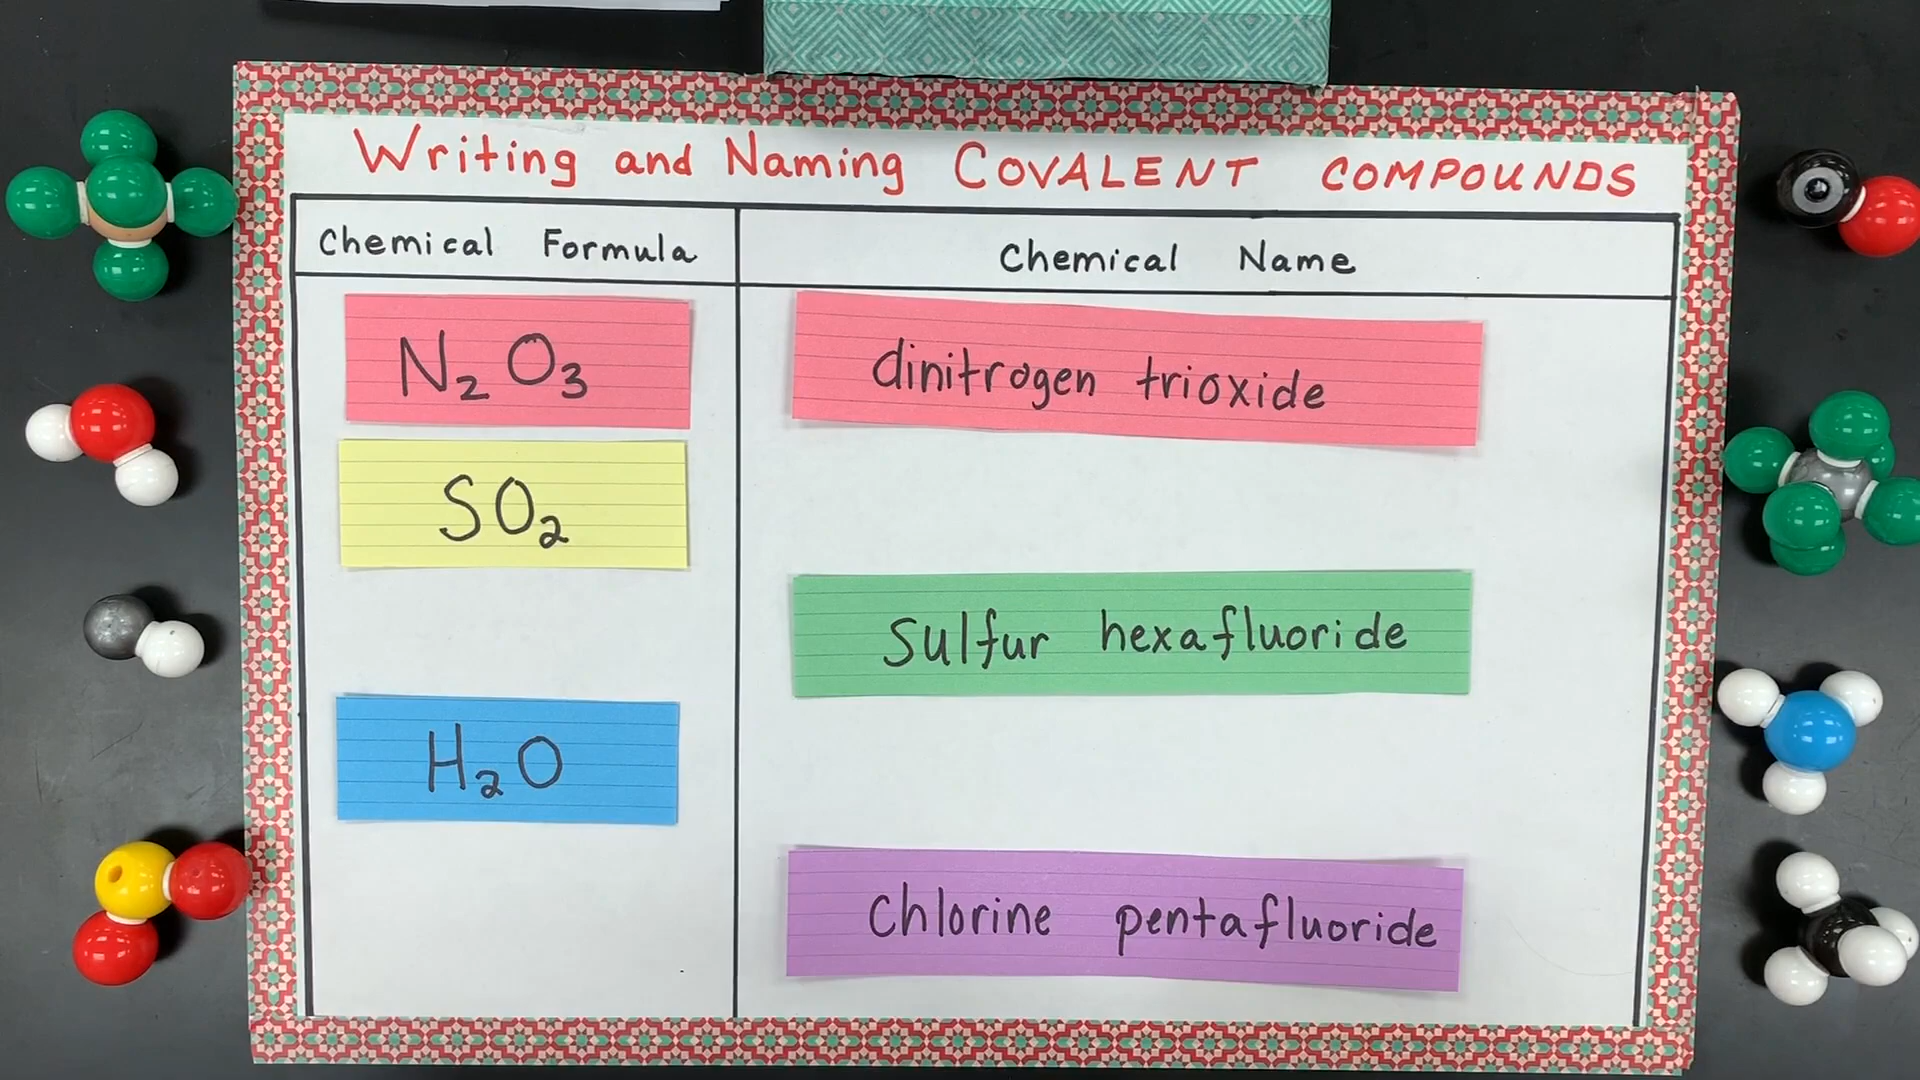 Writing and Naming COVALENT COMPOUNDS
Chemical Formula
Chemical Name
N₂O₃
dinitrogen trioxide
SO₂
Sulfur hexafluoride
H₂O
Chlorine pentafluoride